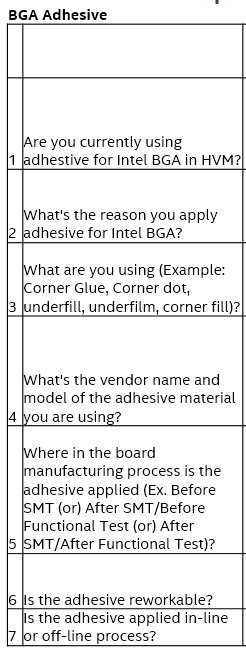 BGA Adhesive
Are you currently using
1 adhestive for Intel BGA in HVM?
What's the reason you apply
2 adhesive for Intel BGA?
What are you using (Example:
Corner Glue, Corner dot,
3 underfill, underfilm, corner fill)?
What's the vendor name and
model of the adhesive material
4 you are using?
Where in the board
manufacturing process is the
adhesive applied (Ex. Before
SMT (or) After SMT/Before
Functional Test (or) After
5 SMT/After Functional Test)?
6 Is the adhesive reworkable?
Is the adhesive applied in-line
7 or off-line process?